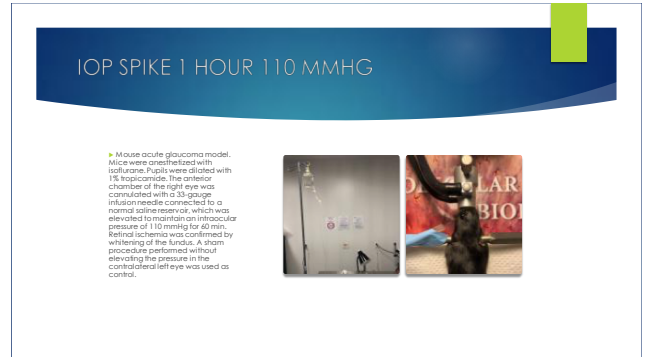 IOP SPIKE 1 HOUR 110 MMHG
Mouse acute glaucoma model.
Mice were anesthetized with
isoflurane. Pupils were dilated with
1% tropicamide. The anterior
chamber of the right eye was
cannulated with a 33-gauge
infusion needle connected to a
normal saline reservoir, which was
elevated to maintain an intraocular
pressure of 110 mmHg for 60 min.
Retinal ischemia was confirmed by
whitening of the fundus. A sham
procedure performed without
elevating the pressure in the
contralateral left eye was used as
control.